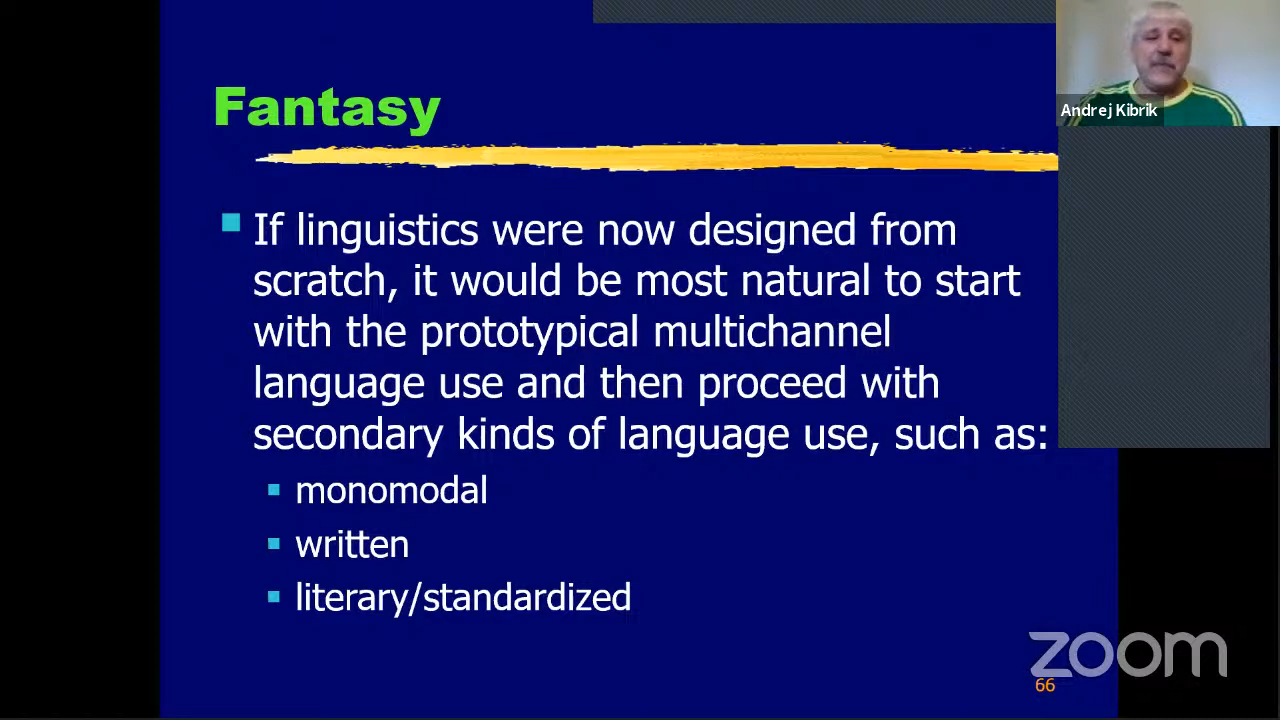 Fantasy
Andrej Kibrik
If linguistics were now designed from
scratch, it would be most natural to start
with the prototypical multichannel
language use and then proceed with
secondary kinds of language use, such as:
monomodal
written
literary/standardized
zoom
66